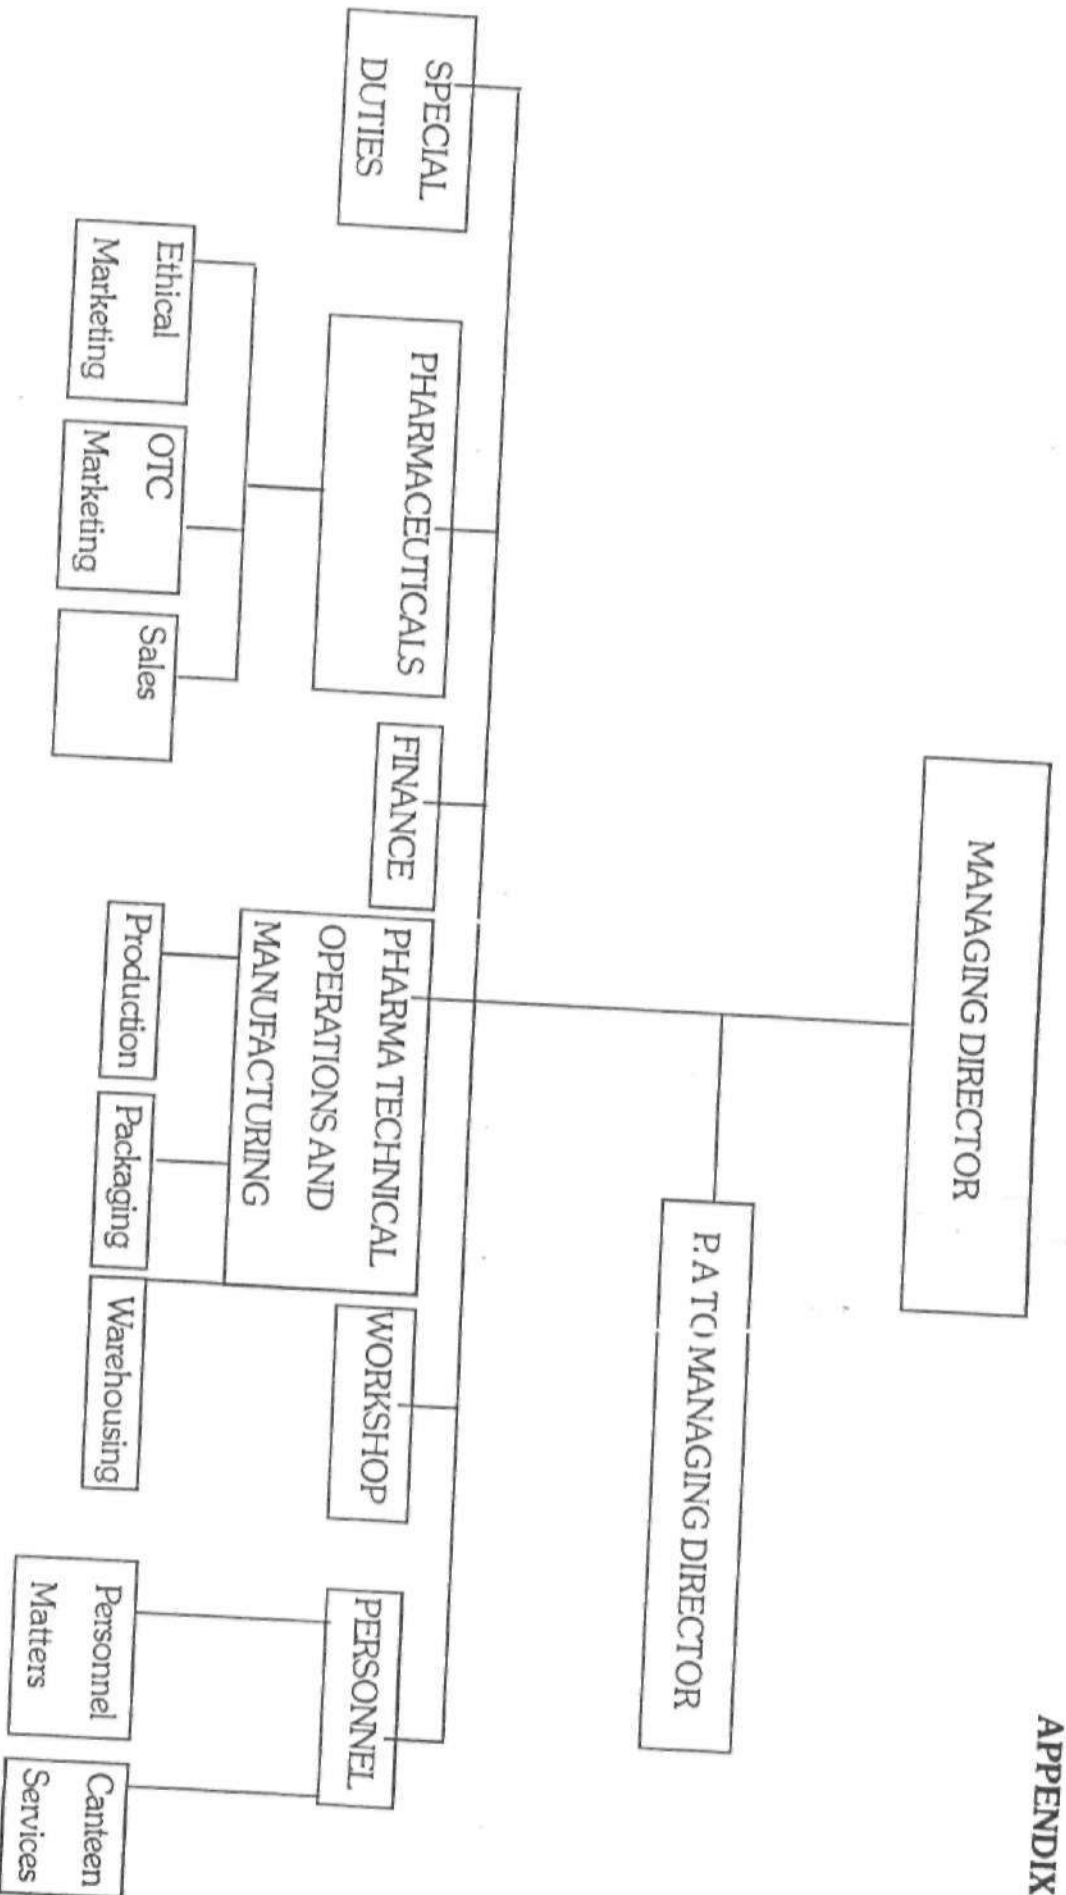 APPENDIX
MANAGING DIRECTOR
P. A TO MANAGING DIRECTOR
SPECIAL
DUTIES
PHARMACEUTICALS
FINANCE
PHARMA TECHNICAL
OPERATIONS AND
MANUFACTURING
WORKSHOP
PERSONNEL
Ethical
Marketing
OTC
Marketing
Sales
Production
Packaging
Warehousing
Personnel
Matters
Canteen
Services